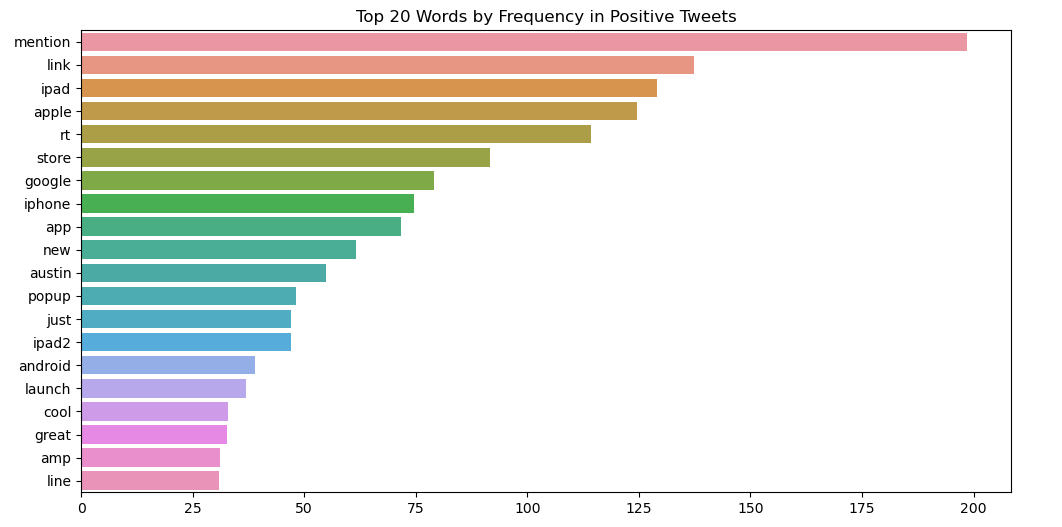 Top 20 Words by Frequency in Positive Tweets
mention
link
ipad
apple
rt
store
google
iphone
app
new
austin
popup
just
ipad2
android
launch
cool
great
amp
line
0 25 50 75 100 125 150 175 200